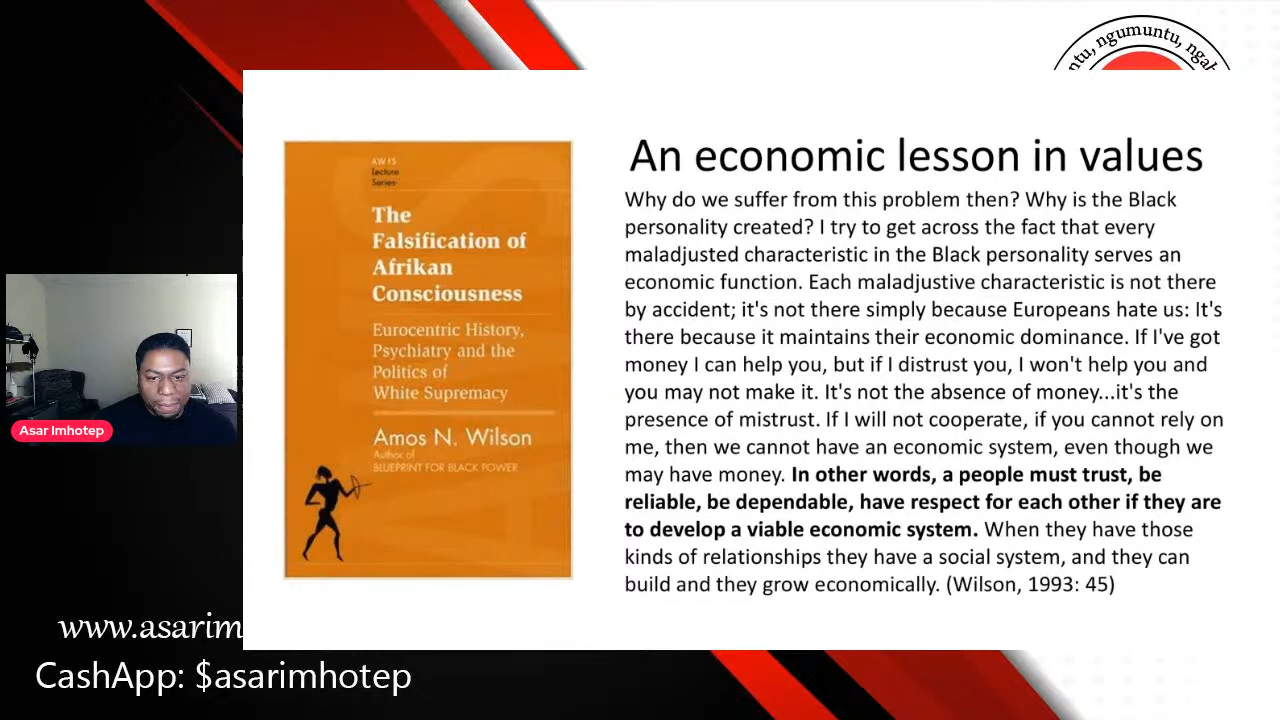 ntu, ngumuntu, ngab
An economic lesson in values
AWIS
Lecture
Series
The
Falsification of
Afrikan
Consciousness
Eurocentric History,
Psychiatry and the
Politics of
White Supremacy
Amos N. Wilson
Author of
BLUEPRINT FOR BLACK POWER
Why do we suffer from this problem then? Why is the Black
personality created? I try to get across the fact that every
maladjusted characteristic in the Black personality serves an
economic function. Each maladjustive characteristic is not there
by accident; it's not there simply because Europeans hate us: It's
there because it maintains their economic dominance. If I've got
money I can help you, but if I distrust you, I won't help you and
you may not make it. It's not the absence of money...it's the
presence of mistrust. If I will not cooperate, if you cannot rely on
me, then we cannot have an economic system, even though we
may have money. In other words, a people must trust, be
reliable, be dependable, have respect for each other if they are
to develop a viable economic system. When they have those
kinds of relationships they have a social system, and they can
build and they grow economically. (Wilson, 1993: 45)
Asar Imhotep
www.asarim
CashApp: $asarimhotep